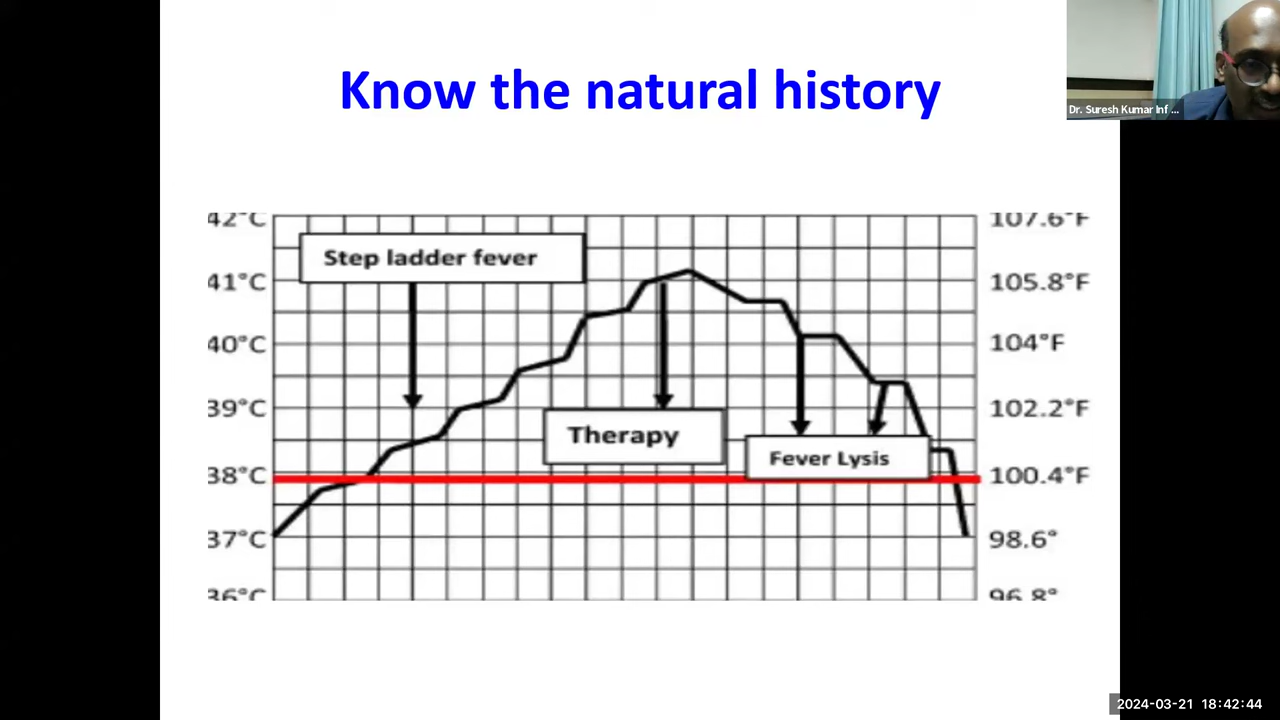 Know the natural history
Dr. Suresh Kumar Inf ...
42°C
107.6°F
Step ladder fever
41°C
105.8°F
40°C
104°F
39°C
102.2°F
Therapy
Fever Lysis
38°C
100.4°F
37°C
98.6°
36°C
96.8°
2024-03-21 18:42:44